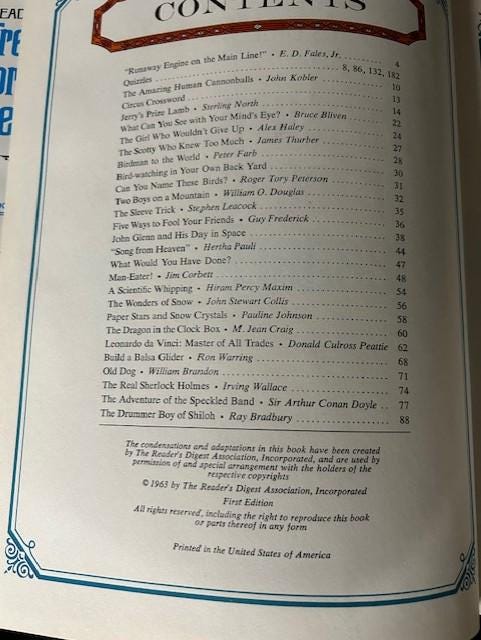 CONTENTS
"Runaway Engine on the Main Line!" • E. D. Fales, Jr. .......... 4
Quizzles .......... 8, 86, 132, 182
The Amazing Human Cannonballs • John Kobler .......... 10
Circus Crossword .......... 13
Jerry's Prize Lamb • Sterling North .......... 14
What Can You See with Your Mind's Eye? • Bruce Bliven .......... 22
The Girl Who Wouldn't Give Up • Alex Haley .......... 24
The Scotty Who Knew Too Much • James Thurber .......... 27
Birdman to the World • Peter Farb .......... 28
Bird-watching in Your Own Back Yard .......... 30
Can You Name These Birds? • Roger Tory Peterson .......... 31
Two Boys on a Mountain • William O. Douglas .......... 32
The Sleeve Trick • Stephen Leacock .......... 35
Five Ways to Fool Your Friends • Guy Frederick .......... 36
John Glenn and His Day in Space .......... 38
"Song from Heaven" • Hertha Pauli .......... 44
What Would You Have Done? .......... 47
Man-Eater! • Jim Corbett .......... 48
A Scientific Whipping • Hiram Percy Maxim .......... 54
The Wonders of Snow • John Stewart Collis .......... 56
Paper Stars and Snow Crystals • Pauline Johnson .......... 58
The Dragon in the Clock Box • M. Jean Craig .......... 60
Leonardo da Vinci: Master of All Trades • Donald Culross Peattie 62
Build a Balsa Glider • Ron Warring .......... 68
Old Dog • William Brandon .......... 71
The Real Sherlock Holmes • Irving Wallace .......... 74
The Adventure of the Speckled Band • Sir Arthur Conan Doyle .. 77
The Drummer Boy of Shiloh • Ray Bradbury .......... 88
The condensations and adaptations in this book have been created
by The Reader's Digest Association, Incorporated, and are used by
permission of and special arrangement with the holders of the
respective copyrights
© 1963 by The Reader's Digest Association, Incorporated
First Edition
All rights reserved, including the right to reproduce this book
or parts thereof in any form
Printed in the United States of America